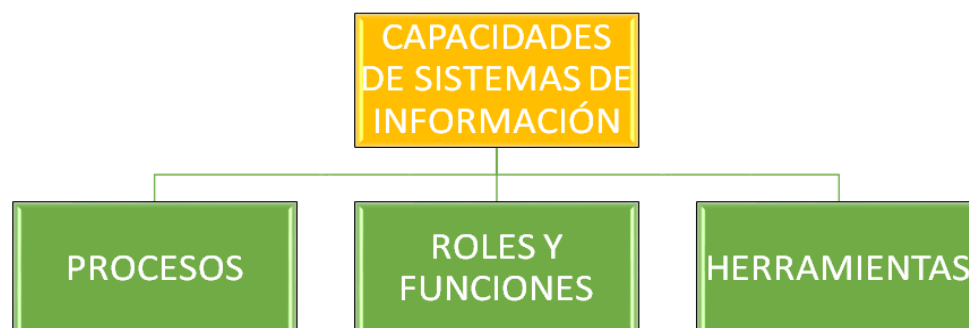 CAPACIDADES
DE SISTEMAS DE
INFORMACIÓN
PROCESOS
ROLES Y
FUNCIONES
HERRAMIENTAS